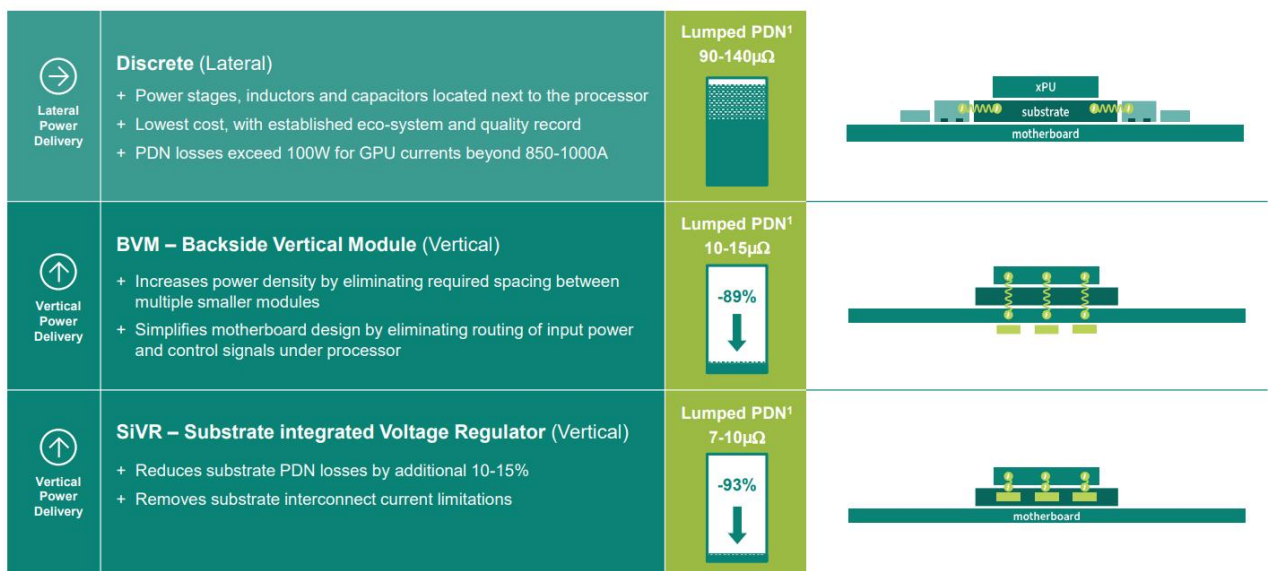 Lateral
Power
Delivery
Discrete (Lateral)
+ Power stages, inductors and capacitors located next to the processor
+ Lowest cost, with established eco-system and quality record
+ PDN losses exceed 100W for GPU currents beyond 850-1000A
Lumped PDN¹
90-140µΩ
xPU
substrate
motherboard
Vertical
Power
Delivery
BVM – Backside Vertical Module (Vertical)
+ Increases power density by eliminating required spacing between
multiple smaller modules
+ Simplifies motherboard design by eliminating routing of input power
and control signals under processor
Lumped PDN¹
10-15µΩ
-89%
Vertical
Power
Delivery
SiVR – Substrate integrated Voltage Regulator (Vertical)
+ Reduces substrate PDN losses by additional 10-15%
+ Removes substrate interconnect current limitations
Lumped PDN¹
7-10µΩ
-93%
motherboard